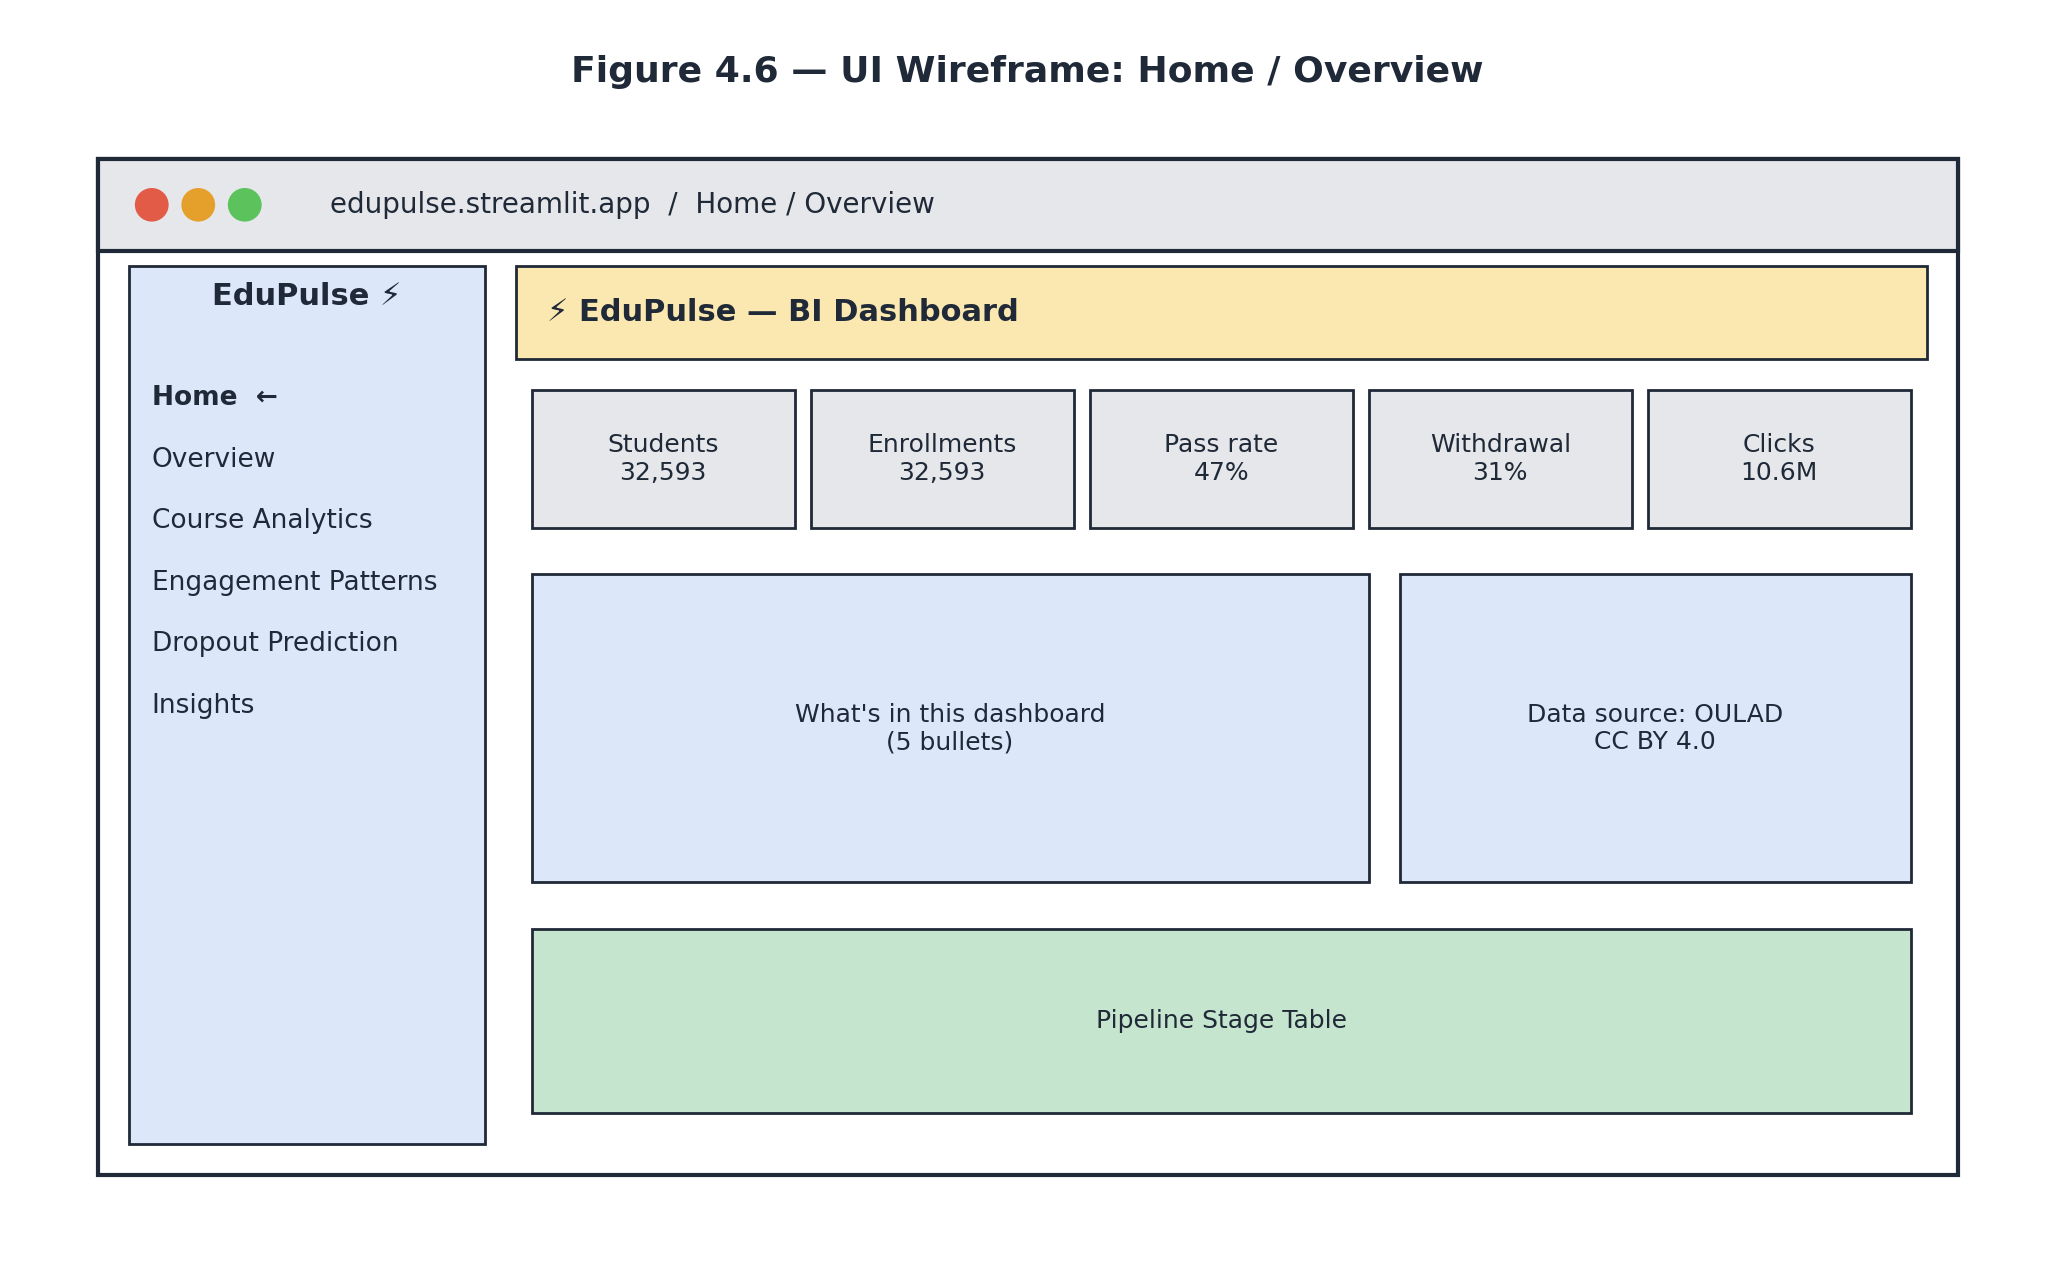 Figure 4.6 — UI Wireframe: Home / Overview
edupulse.streamlit.app / Home / Overview
EduPulse ⚡
Home ←
Overview
Course Analytics
Engagement Patterns
Dropout Prediction
Insights
⚡ EduPulse — BI Dashboard
Students
32,593
Enrollments
32,593
Pass rate
47%
Withdrawal
31%
Clicks
10.6M
What's in this dashboard
(5 bullets)
Data source: OULAD
CC BY 4.0
Pipeline Stage Table